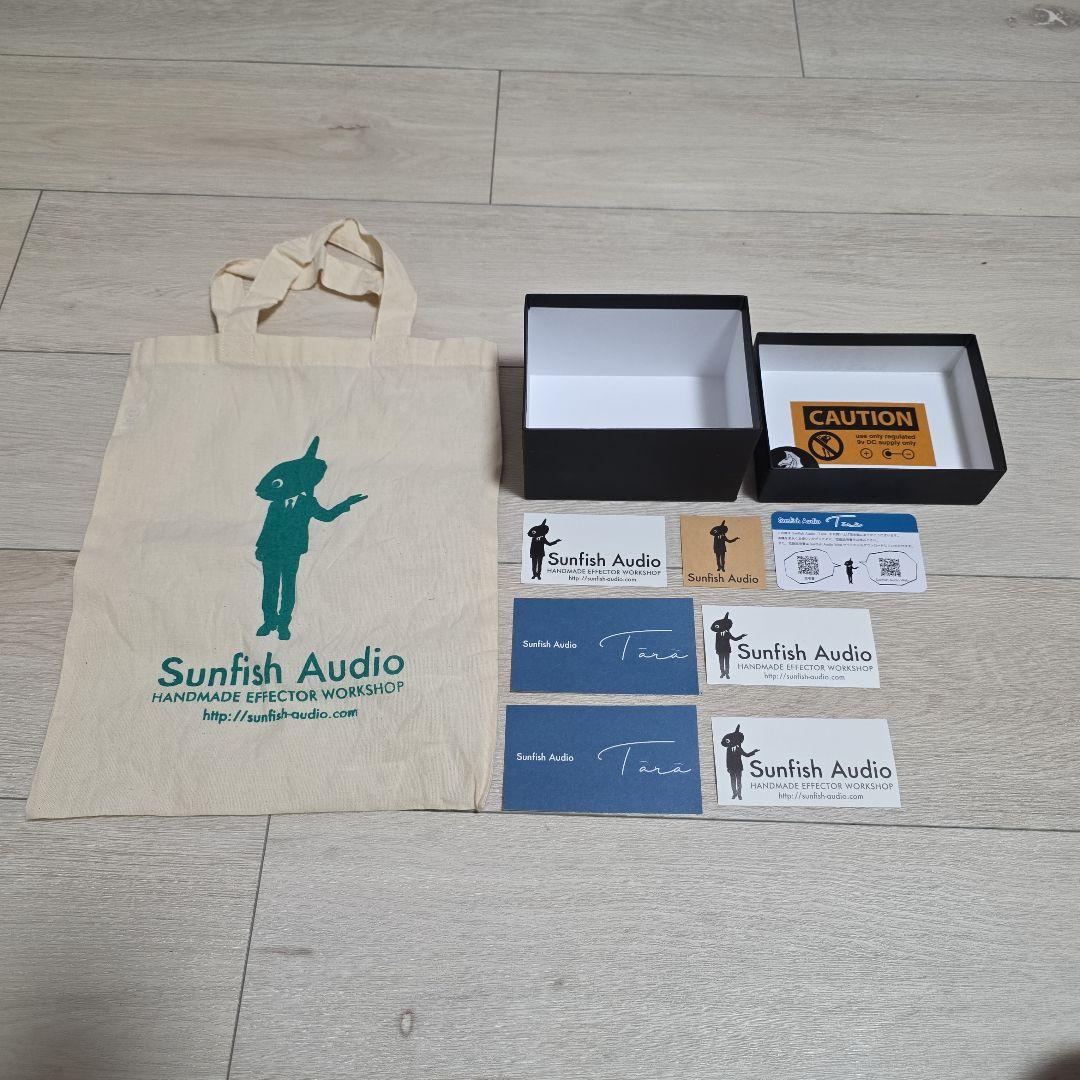 Sunfish Audio
HANDMADE EFFECTOR WORKSHOP
http://sunfish-audio.com
CAUTION
use only regulated
9v DC supply only
Sunfish Audio
HANDMADE EFFECTOR WORKSHOP
http://sunfish-audio.com
Sunfish Audio
Sunfish Audio Tārā
Sunfish Audio Tārā
Sunfish Audio
HANDMADE EFFECTOR WORKSHOP
http://sunfish-audio.com
Sunfish Audio Tārā
Sunfish Audio
HANDMADE EFFECTOR WORKSHOP
http://sunfish-audio.com